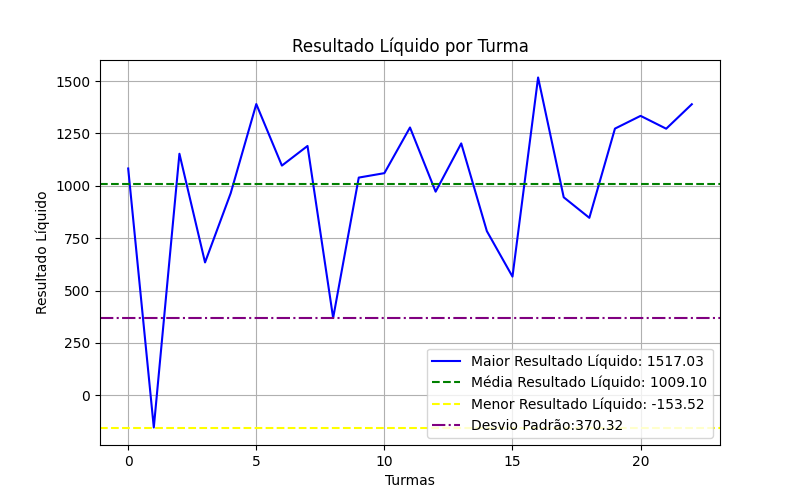 Resultado Líquido por Turma
1500
1250
1000
750
500
250
0
Resultado Líquido
Maior Resultado Líquido: 1517.03
Média Resultado Líquido: 1009.10
Menor Resultado Líquido: -153.52
Desvio Padrão:370.32
0 5 10 15 20
Turmas